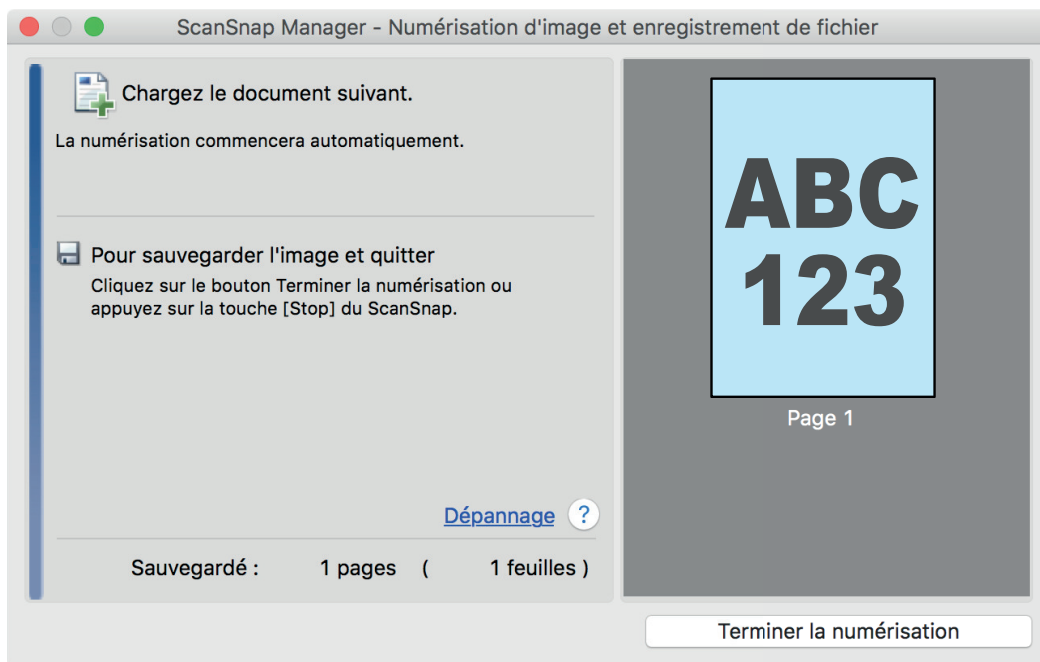 ScanSnap Manager - Numérisation d'image et enregistrement de fichier
Chargez le document suivant.
La numérisation commencera automatiquement.
Pour sauvegarder l'image et quitter
Cliquez sur le bouton Terminer la numérisation ou
appuyez sur la touche [Stop] du ScanSnap.
Dépannage ?
Sauvegardé : 1 pages ( 1 feuilles )
ABC
123
Page 1
Terminer la numérisation